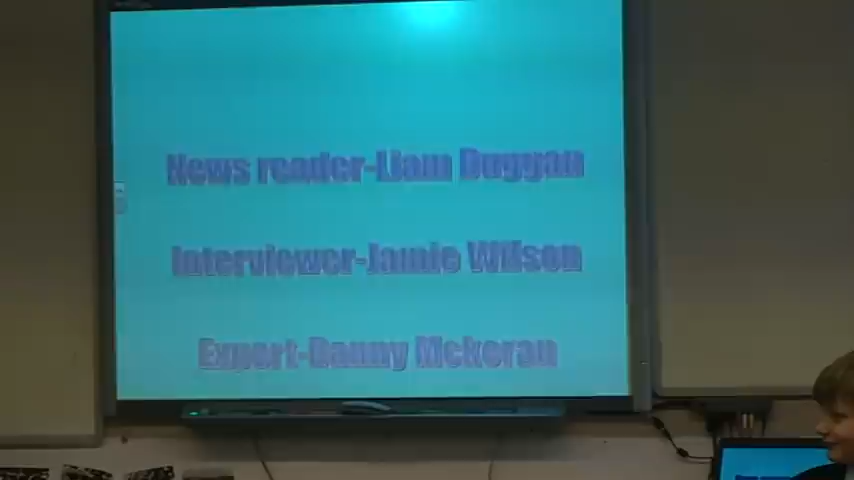 News reader-Liam Duggan
Interviewer-Jamie Wilson
Expert-Danny Mckeran